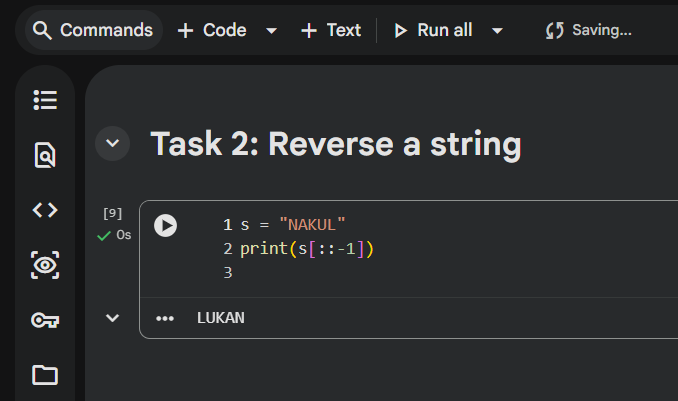 Commands + Code + Text Run all Saving...
Task 2: Reverse a string
[9]
0s
1 s = "NAKUL"
2 print(s[::-1])
3
LUKAN